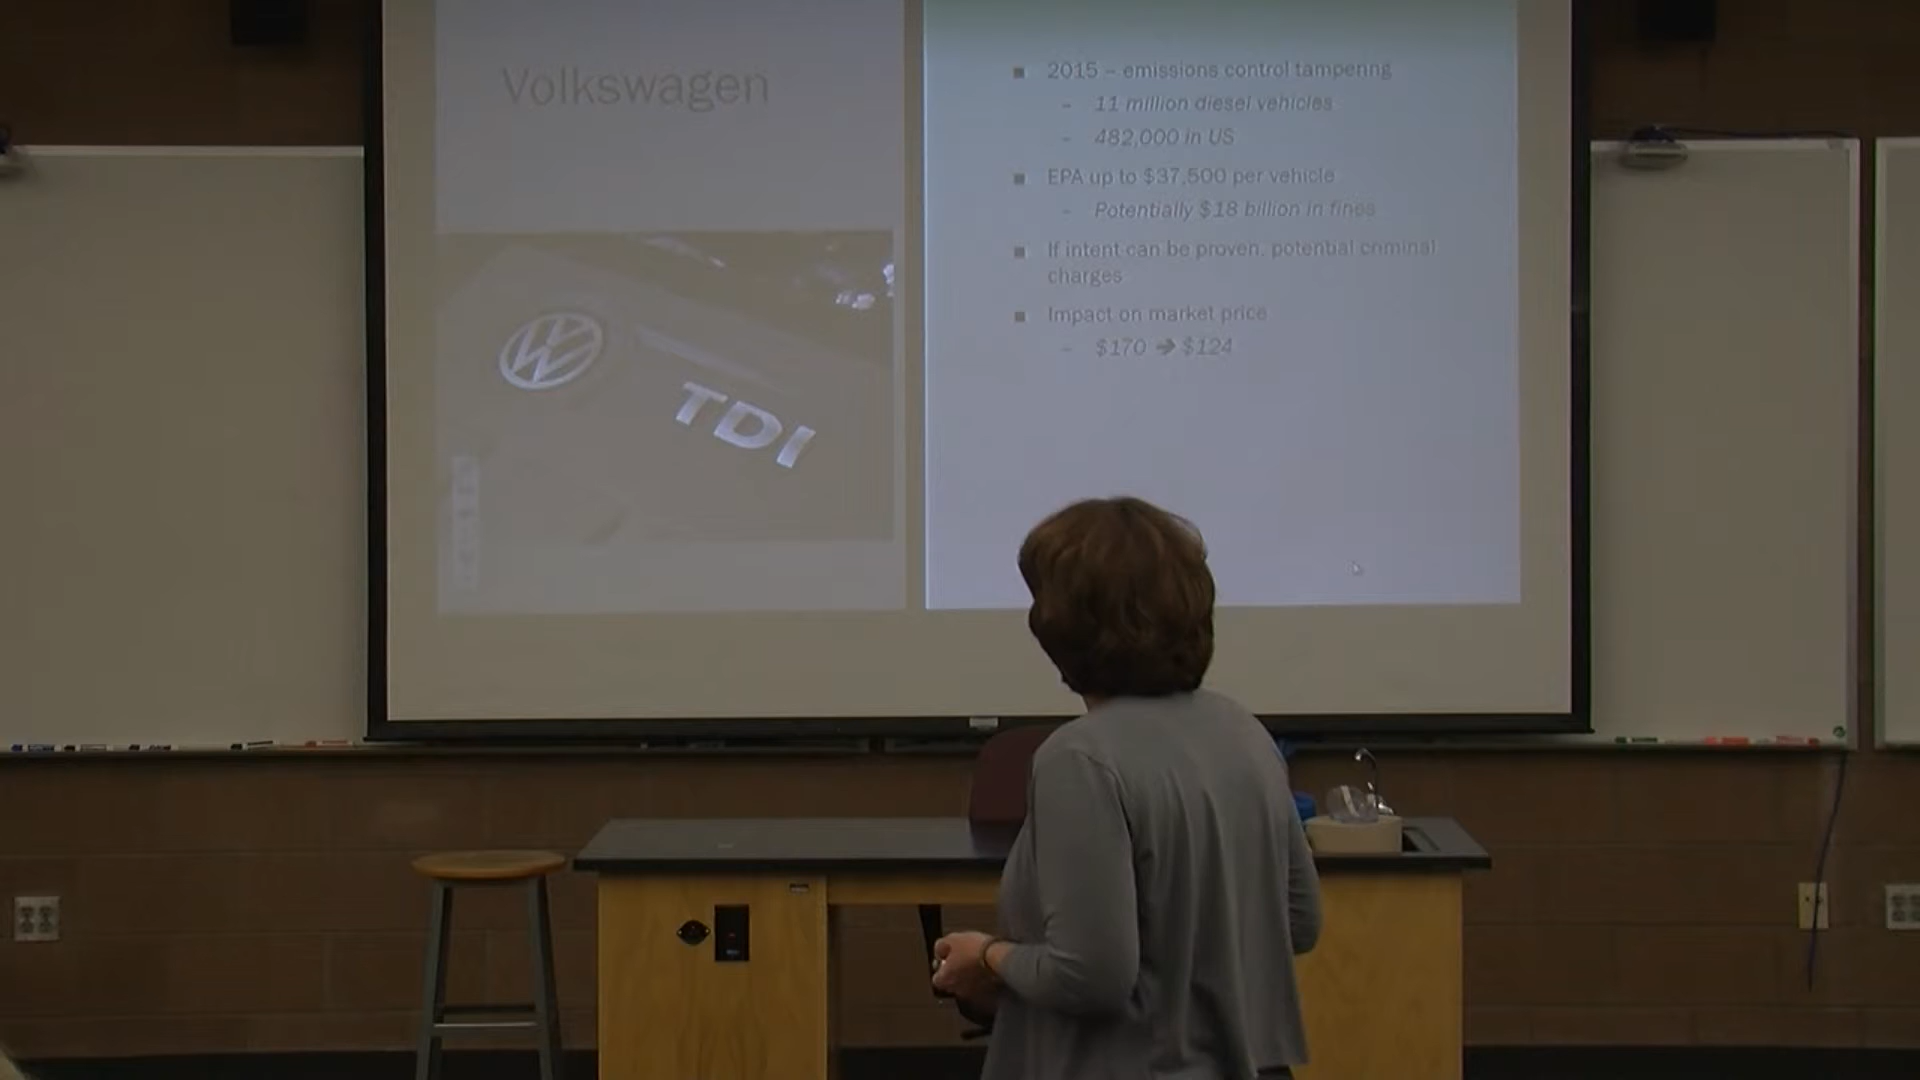 Volkswagen
■ 2015 – emissions control tampering
– 11 million diesel vehicles
– 482,000 in US
■ EPA up to $37,500 per vehicle
– Potentially $18 billion in fines
■ If intent can be proven, potential criminal
charges
■ Impact on market price
– $170 ➔ $124
VW
TDI